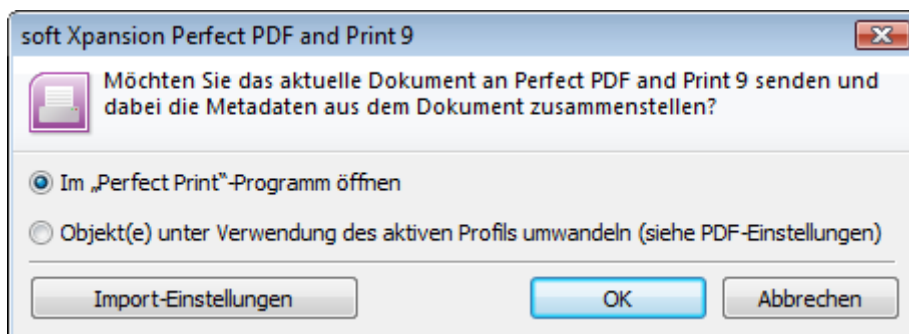 soft Xpansion Perfect PDF and Print 9
Möchten Sie das aktuelle Dokument an Perfect PDF and Print 9 senden und
dabei die Metadaten aus dem Dokument zusammenstellen?
Im „Perfect Print“-Programm öffnen
Objekt(e) unter Verwendung des aktiven Profils umwandeln (siehe PDF-Einstellungen)
Import-Einstellungen
OK
Abbrechen